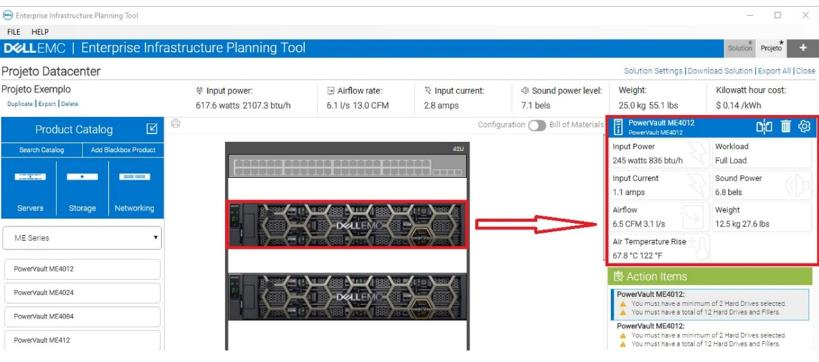 Enterprise Infrastructure Planning Tool
FILE HELP
DELLEMC | Enterprise Infrastructure Planning Tool
Solution
Projeto
+
Projeto Datacenter
Solution Settings | Download Solution | Export All | Close
Projeto Exemplo
Duplicate | Export | Delete
Input power:
617.6 watts 2107.3 btu/h
Airflow rate:
6.1 l/s 13.0 CFM
Input current:
2.8 amps
Sound power level:
7.1 bels
Weight:
25.0 kg 55.1 lbs
Kilowatt hour cost:
$ 0.14 /kWh
Product Catalog
Search Catalog
Add Blackbox Product
Servers
Storage
Networking
ME Series
PowerVault ME4012
PowerVault ME4024
PowerVault ME4084
PowerVault ME412
Configuration
Bill of Materials
42U
DELLEMC
DELLEMC
PowerVault ME4012
PowerVault ME4012
Input Power
245 watts 836 btu/h
Workload
Full Load
Input Current
1.1 amps
Sound Power
6.8 bels
Airflow
6.5 CFM 3.1 l/s
Weight
12.5 kg 27.6 lbs
Air Temperature Rise
67.8 °C 122 °F
Action Items
PowerVault ME4012:
You must have a minimum of 2 Hard Drives selected.
You must have a total of 12 Hard Drives and Fillers.
PowerVault ME4012:
You must have a minimum of 2 Hard Drives selected.
You must have a total of 12 Hard Drives and Fillers.